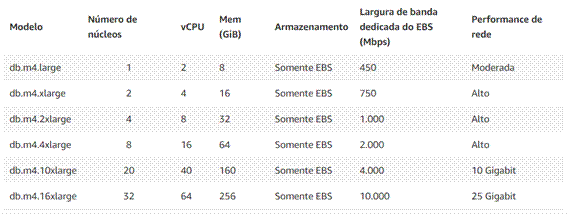 Modelo Número de núcleos vCPU Mem (GiB) Armazenamento Largura de banda dedicada do EBS (Mbps) Performance de rede
db.m4.large 1 2 8 Somente EBS 450 Moderada
db.m4.xlarge 2 4 16 Somente EBS 750 Alto
db.m4.2xlarge 4 8 32 Somente EBS 1.000 Alto
db.m4.4xlarge 8 16 64 Somente EBS 2.000 Alto
db.m4.10xlarge 20 40 160 Somente EBS 4.000 10 Gigabit
db.m4.16xlarge 32 64 256 Somente EBS 10.000 25 Gigabit